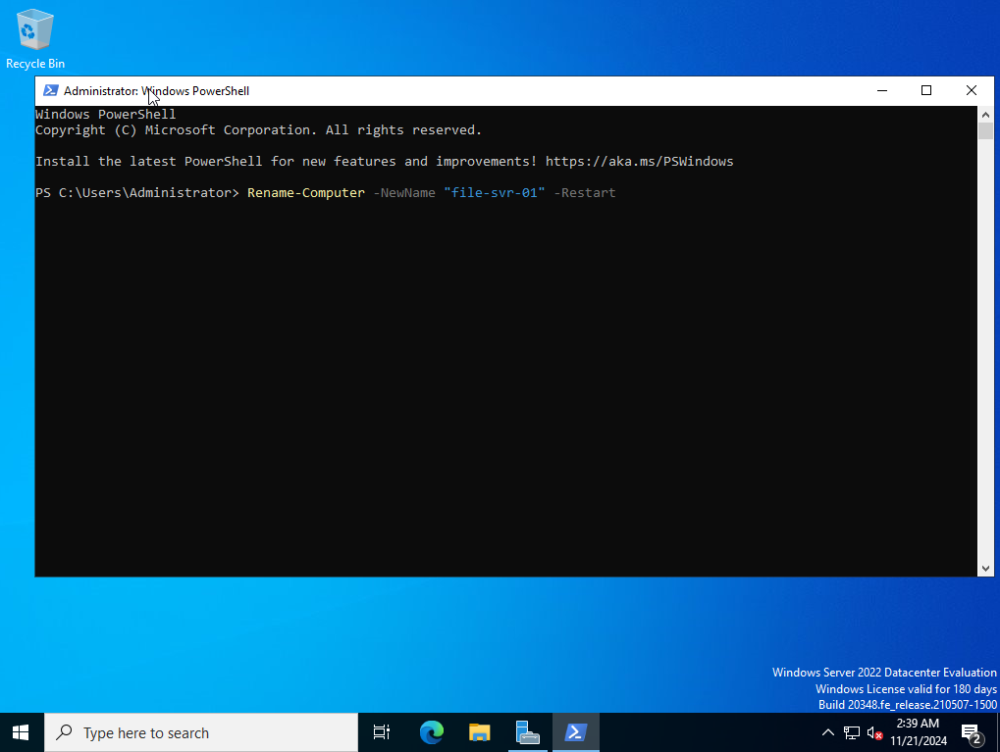 Recycle Bin
Administrator: Windows PowerShell
Windows PowerShell
Copyright (C) Microsoft Corporation. All rights reserved.
Install the latest PowerShell for new features and improvements! https://aka.ms/PSWindows
PS C:\Users\Administrator> Rename-Computer -NewName "file-svr-01" -Restart
Windows Server 2022 Datacenter Evaluation
Windows License valid for 180 days
Build 20348.fe_release.210507-1500
Type here to search
2:39 AM
11/21/2024
2